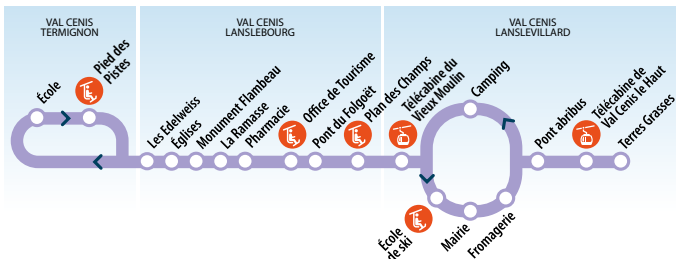 VAL CENIS
TERMIGNON
VAL CENIS
LANSLEBOURG
VAL CENIS
LANSLEVILLARD
École
Pied des
Pistes
Les Edelweiss
Églises
Monument Flambeau
La Ramasse
Pharmacie
Office de Tourisme
Pont du Folgoët
Plan des Champs
Télécabine du
Vieux Moulin
Camping
École
de ski
Mairie
Fromagerie
Pont abribus
Télécabine de
Val Cenis le Haut
Terres Grasses